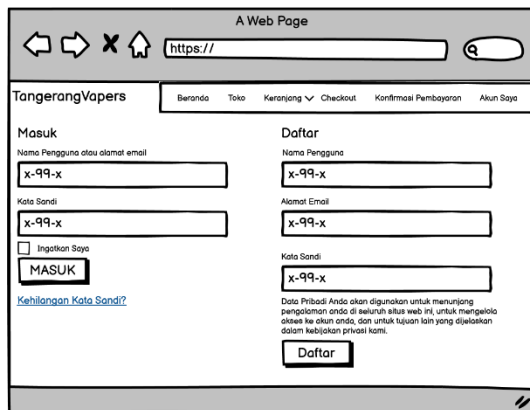 A Web Page
https://
TangerangVapers
Beranda Toko Keranjang Checkout Konfirmasi Pembayaran Akun Saya
Masuk
Nama Pengguna atau alamat email
x-99-x
Kata Sandi
x-99-x
Ingatkan Saya
MASUK
Kehilangan Kata Sandi?
Daftar
Nama Pengguna
x-99-x
Alamat Email
x-99-x
Kata Sandi
x-99-x
Data Pribadi Anda akan digunakan untuk menunjang
pengalaman anda di seluruh situs web ini, untuk mengelola
akses ke akun anda, dan untuk tujuan lain yang dijelaskan
dalam kebijakan privasi kami.
Daftar